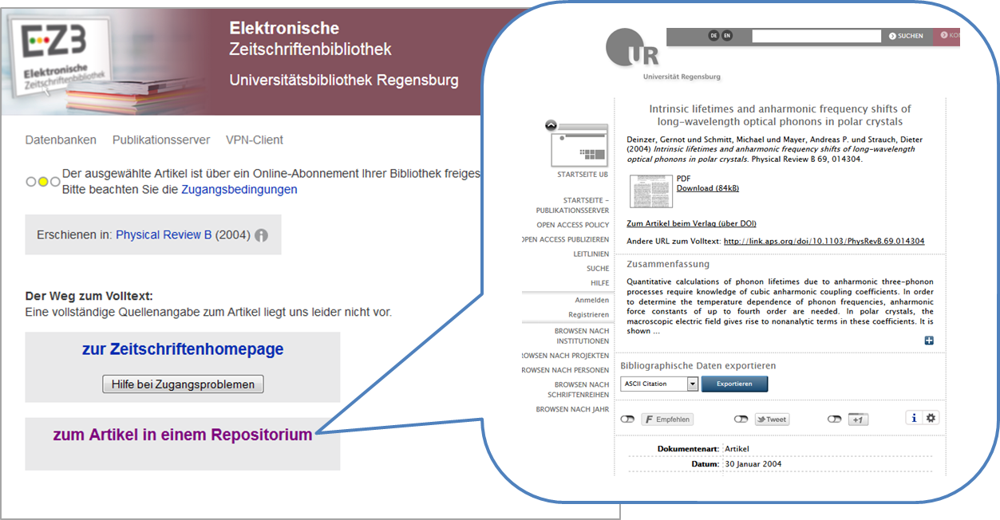 EZ3
Elektronische
Zeitschriftenbibliothek
Elektronische
Zeitschriftenbibliothek
Universitätsbibliothek Regensburg
Datenbanken Publikationsserver VPN-Client
Der ausgewählte Artikel ist über ein Online-Abonnement Ihrer Bibliothek freiges
Bitte beachten Sie die Zugangsbedingungen
Erschienen in: Physical Review B (2004) i
Der Weg zum Volltext:
Eine vollständige Quellenangabe zum Artikel liegt uns leider nicht vor.
zur Zeitschriftenhomepage
Hilfe bei Zugangsproblemen
zum Artikel in einem Repositorium
UR
Universität Regensburg
DE EN
SUCHEN
KO
STARTSEITE UB
STARTSEITE –
PUBLIKATIONSSERVER
OPEN ACCESS POLICY
OPEN ACCESS PUBLIZIEREN
LEITLINIEN
SUCHE
HILFE
Anmelden
Registrieren
BROWSEN NACH
INSTITUTIONEN
ROWSEN NACH PROJEKTEN
ROWSEN NACH PERSONEN
BROWSEN NACH
SCHRIFTENREIHEN
BROWSEN NACH JAHR
Intrinsic lifetimes and anharmonic frequency shifts of
long-wavelength optical phonons in polar crystals
Deinzer, Gernot und Schmitt, Michael und Mayer, Andreas P. und Strauch, Dieter
(2004) Intrinsic lifetimes and anharmonic frequency shifts of long-wavelength
optical phonons in polar crystals. Physical Review B 69, 014304.
PDF
Download (84kB)
Zum Artikel beim Verlag (über DOI)
Andere URL zum Volltext: http://link.aps.org/doi/10.1103/PhysRevB.69.014304
Zusammenfassung
Quantitative calculations of phonon lifetimes due to anharmonic three-phonon
processes require knowledge of cubic anharmonic coupling coefficients. In order
to determine the temperature dependence of phonon frequencies, anharmonic
force constants of up to fourth order are needed. In polar crystals, the
macroscopic electric field gives rise to nonanalytic terms in these coefficients. It is
shown ...
Bibliographische Daten exportieren
ASCII Citation Exportieren
F Empfehlen Tweet +1 i
Dokumentenart: Artikel
Datum: 30 Januar 2004